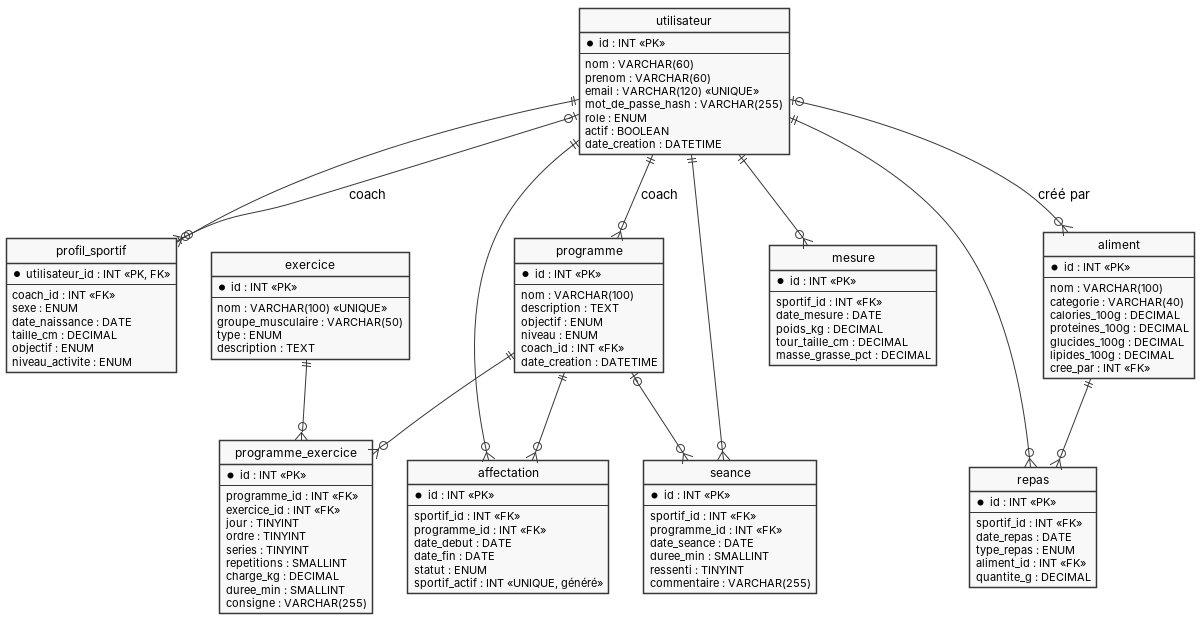 utilisateur
id : INT «PK»
nom : VARCHAR(60)
prenom : VARCHAR(60)
email : VARCHAR(120) «UNIQUE»
mot_de_passe_hash : VARCHAR(255)
role : ENUM
actif : BOOLEAN
date_creation : DATETIME
coach
coach
créé par
profil_sportif
utilisateur_id : INT «PK, FK»
coach_id : INT «FK»
sexe : ENUM
date_naissance : DATE
taille_cm : DECIMAL
objectif : ENUM
niveau_activite : ENUM
exercice
id : INT «PK»
nom : VARCHAR(100) «UNIQUE»
groupe_musculaire : VARCHAR(50)
type : ENUM
description : TEXT
programme
id : INT «PK»
nom : VARCHAR(100)
description : TEXT
objectif : ENUM
niveau : ENUM
coach_id : INT «FK»
date_creation : DATETIME
mesure
id : INT «PK»
sportif_id : INT «FK»
date_mesure : DATE
poids_kg : DECIMAL
tour_taille_cm : DECIMAL
masse_grasse_pct : DECIMAL
aliment
id : INT «PK»
nom : VARCHAR(100)
categorie : VARCHAR(40)
calories_100g : DECIMAL
proteines_100g : DECIMAL
glucides_100g : DECIMAL
lipides_100g : DECIMAL
cree_par : INT «FK»
programme_exercice
id : INT «PK»
programme_id : INT «FK»
exercice_id : INT «FK»
jour : TINYINT
ordre : TINYINT
series : TINYINT
repetitions : SMALLINT
charge_kg : DECIMAL
duree_min : SMALLINT
consigne : VARCHAR(255)
affectation
id : INT «PK»
sportif_id : INT «FK»
programme_id : INT «FK»
date_debut : DATE
date_fin : DATE
statut : ENUM
sportif_actif : INT «UNIQUE, généré»
seance
id : INT «PK»
sportif_id : INT «FK»
programme_id : INT «FK»
date_seance : DATE
duree_min : SMALLINT
ressenti : TINYINT
commentaire : VARCHAR(255)
repas
id : INT «PK»
sportif_id : INT «FK»
date_repas : DATE
type_repas : ENUM
aliment_id : INT «FK»
quantite_g : DECIMAL